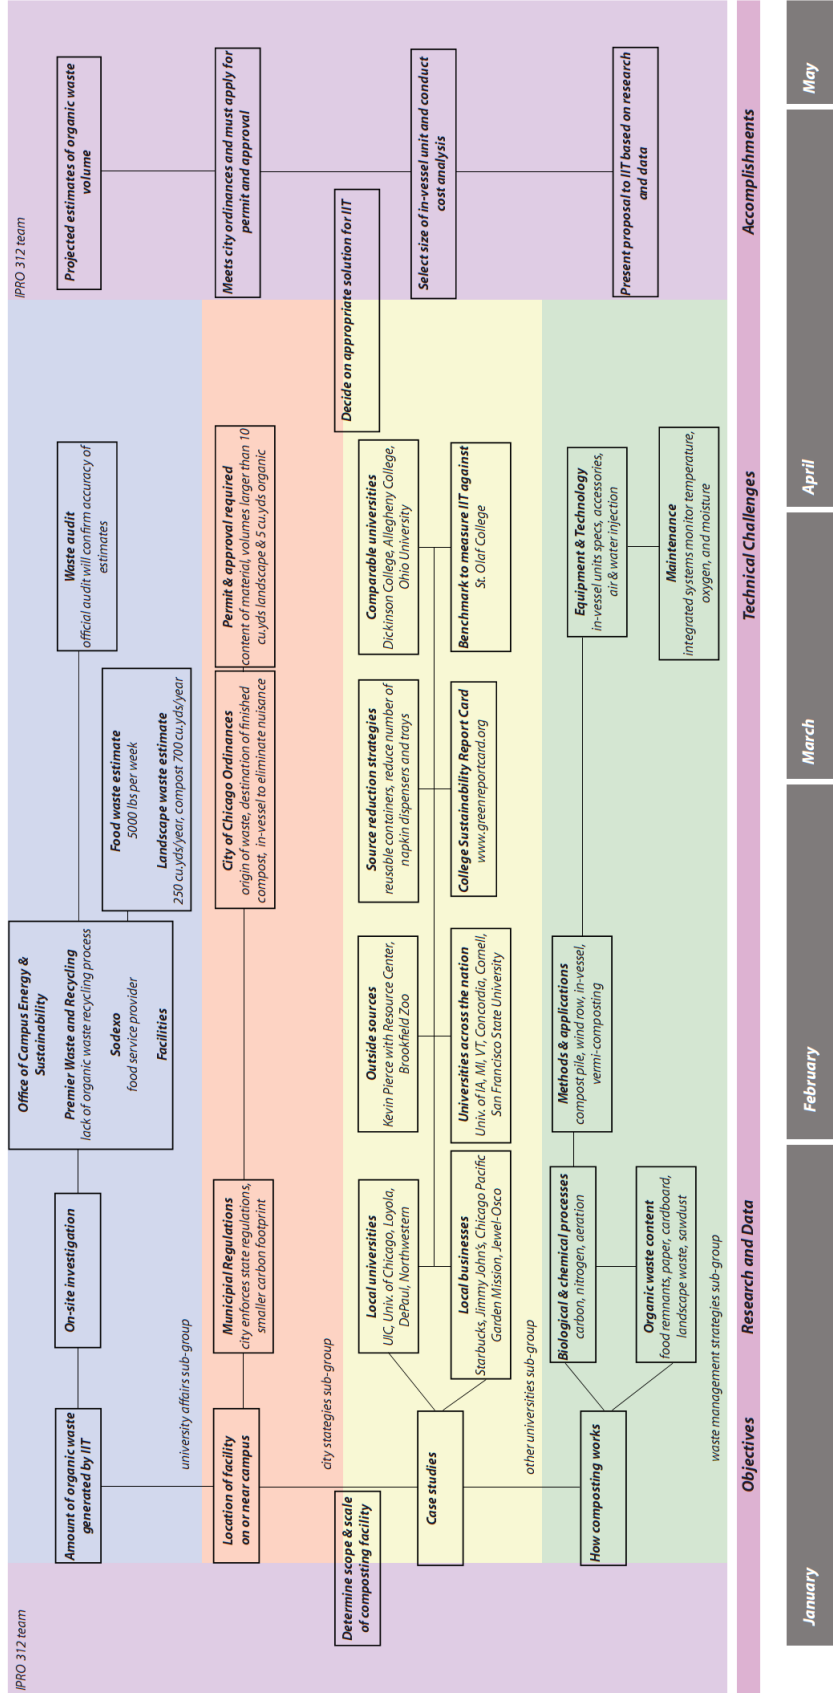 IPRO 312 team
Determine scope & scale
of composting facility
Amount of organic waste
generated by IIT
On-site investigation
Office of Campus Energy &
Sustainability
Premier Waste and Recycling
lack of organic waste recycling process
Sodexo
food service provider
Facilities
Food waste estimate
5000 lbs per week
Landscape waste estimate
250 cu.yds/year, compost 700 cu.yds/year
Waste audit
official audit will confirm accuracy of
estimates
university affairs sub-group
Location of facility
on or near campus
Municipial Regulations
city enforces state regulations,
smaller carbon footprint
City of Chicago Ordinances
origin of waste, destination of finished
compost, in-vessel to eliminate nuisance
Permit & approval required
content of material, volumes larger than 10
cu.yds landscape & 5 cu.yds organic
city stategies sub-group
Case studies
Local universities
UIC, Univ. of Chicago, Loyola,
DePaul, Northwestern
Local businesses
Starbucks, Jimmy John's, Chicago Pacific
Garden Mission, Jewel-Osco
Outside sources
Kevin Pierce with Resource Center,
Brookfield Zoo
Universities across the nation
Univ. of IA, MI, VT, Concordia, Cornell,
San Francisco State University
Source reduction strategies
reusable containers, reduce number of
napkin dispensers and trays
College Sustainability Report Card
www.greenreportcard.org
Comparable universities
Dickinson College, Allegheny College,
Ohio University
Benchmark to measure IIT against
St. Olaf College
other universities sub-group
How composting works
Biological & chemical processes
carbon, nitrogen, aeration
Organic waste content
food remnants, paper, cardboard,
landscape waste, sawdust
Methods & applications
compost pile, wind row, in-vessel,
vermi-composting
Equipment & Technology
in-vessel units specs, accessories,
air & water injection
Maintenance
integrated systems monitor temperature,
oxygen, and moisture
waste management strategies sub-group
IPRO 312 team
Projected estimates of organic waste
volume
Meets city ordinances and must apply for
permit and approval
Decide on appropriate solution for IIT
Select size of in-vessel unit and conduct
cost analysis
Present proposal to IIT based on research
and data
Objectives
Research and Data
Technical Challenges
Accomplishments
January
February
March
April
May